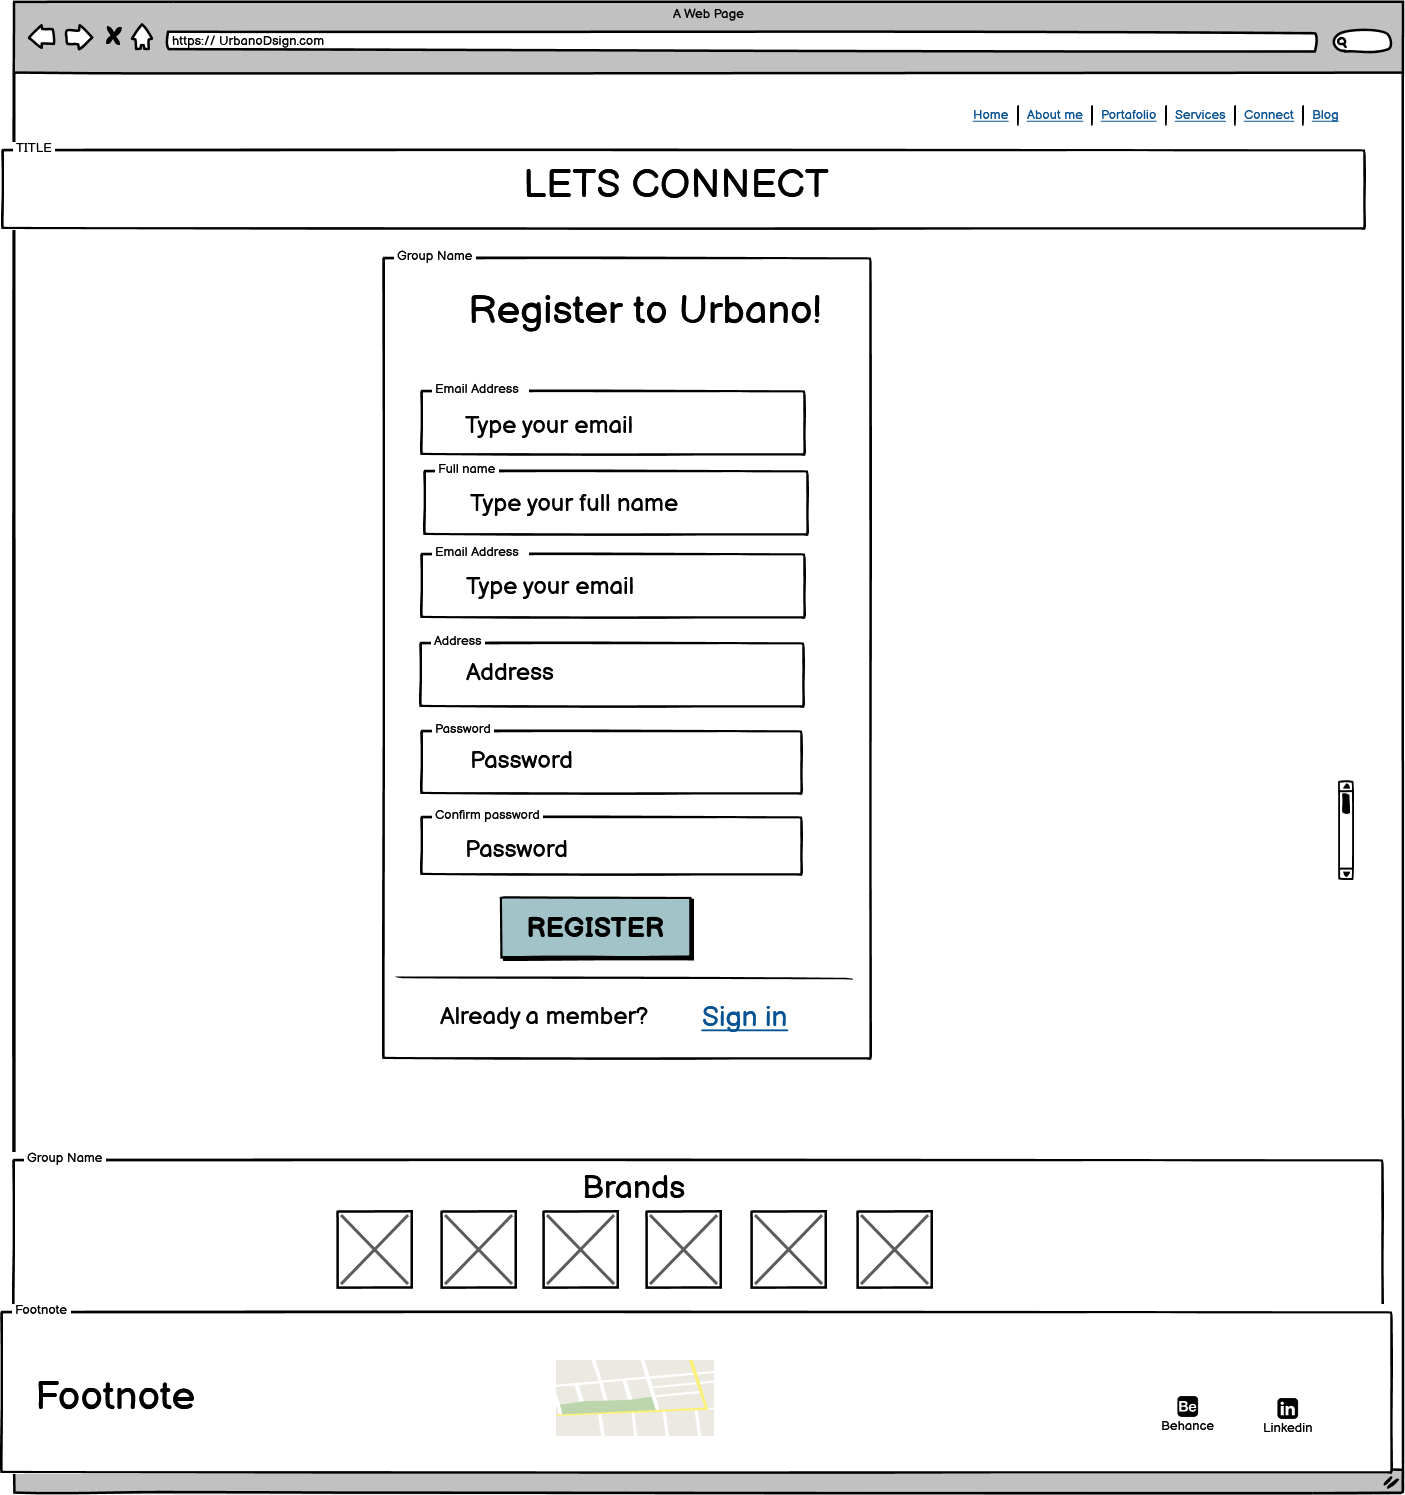 A Web Page
https:// UrbanoDsign.com
Home About me Portafolio Services Connect Blog
TITLE
LETS CONNECT
Group Name
Register to Urbano!
Email Address
Type your email
Full name
Type your full name
Email Address
Type your email
Address
Address
Password
Password
Confirm password
Password
REGISTER
Already a member? Sign in
Group Name
Brands
Footnote
Footnote
Be in
Behance Linkedin